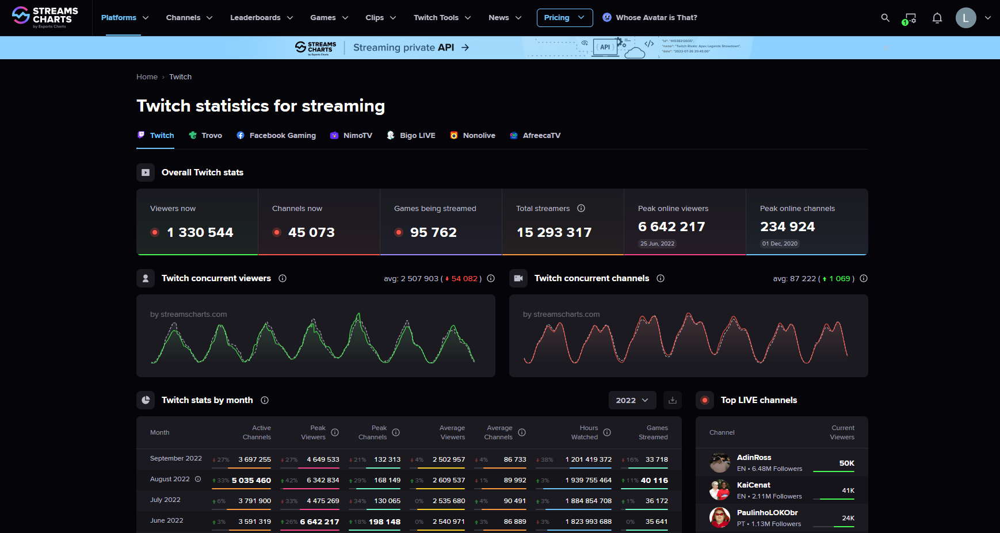 STREAMS
CHARTS
by Esports Charts
Platforms
Channels
Leaderboards
Games
Clips
Twitch Tools
News
Pricing
Whose Avatar is That?
1
L
STREAMS
CHARTS
by Esports Charts
Streaming private API →
API
</>
"id": "41038213035",
"name": "Twitch Rivals: Apex Legends Showdown",
"date": "2022-07-26 20:45:00"
Home › Twitch
Twitch statistics for streaming
Twitch
Trovo
Facebook Gaming
NimoTV
Bigo LIVE
Nonolive
AfreecaTV
Overall Twitch stats
Viewers now
1 330 544
Channels now
45 073
Games being streamed
95 762
Total streamers
15 293 317
Peak online viewers
6 642 217
25 Jun, 2022
Peak online channels
234 924
01 Dec, 2020
Twitch concurrent viewers
avg: 2 507 903 ( 54 082 )
by streamscharts.com
Twitch concurrent channels
avg: 87 222 ( 1 069 )
by streamscharts.com
Twitch stats by month
2022
Month
Active Channels
Peak Viewers
Peak Channels
Average Viewers
Average Channels
Hours Watched
Games Streamed
September 2022 27% 3 697 255 27% 4 649 533 21% 132 313 4% 2 502 957 4% 86 733 38% 1 201 419 372 16% 33 718
August 2022 33% 5 035 460 42% 6 342 834 29% 168 149 3% 2 609 537 1% 89 992 3% 1 939 755 464 11% 40 116
July 2022 6% 3 791 900 33% 4 475 269 34% 130 065 0% 2 535 680 4% 90 491 3% 1 884 854 708 1% 36 172
June 2022 3% 3 591 319 26% 6 642 217 18% 198 148 0% 2 540 971 3% 86 889 3% 1 823 993 688 0% 35 641
Top LIVE channels
Channel
Current Viewers
AdinRoss
EN • 6.48M Followers
50K
KaiCenat
EN • 2.11M Followers
41K
PaulinhoLOKObr
PT • 1.13M Followers
24K